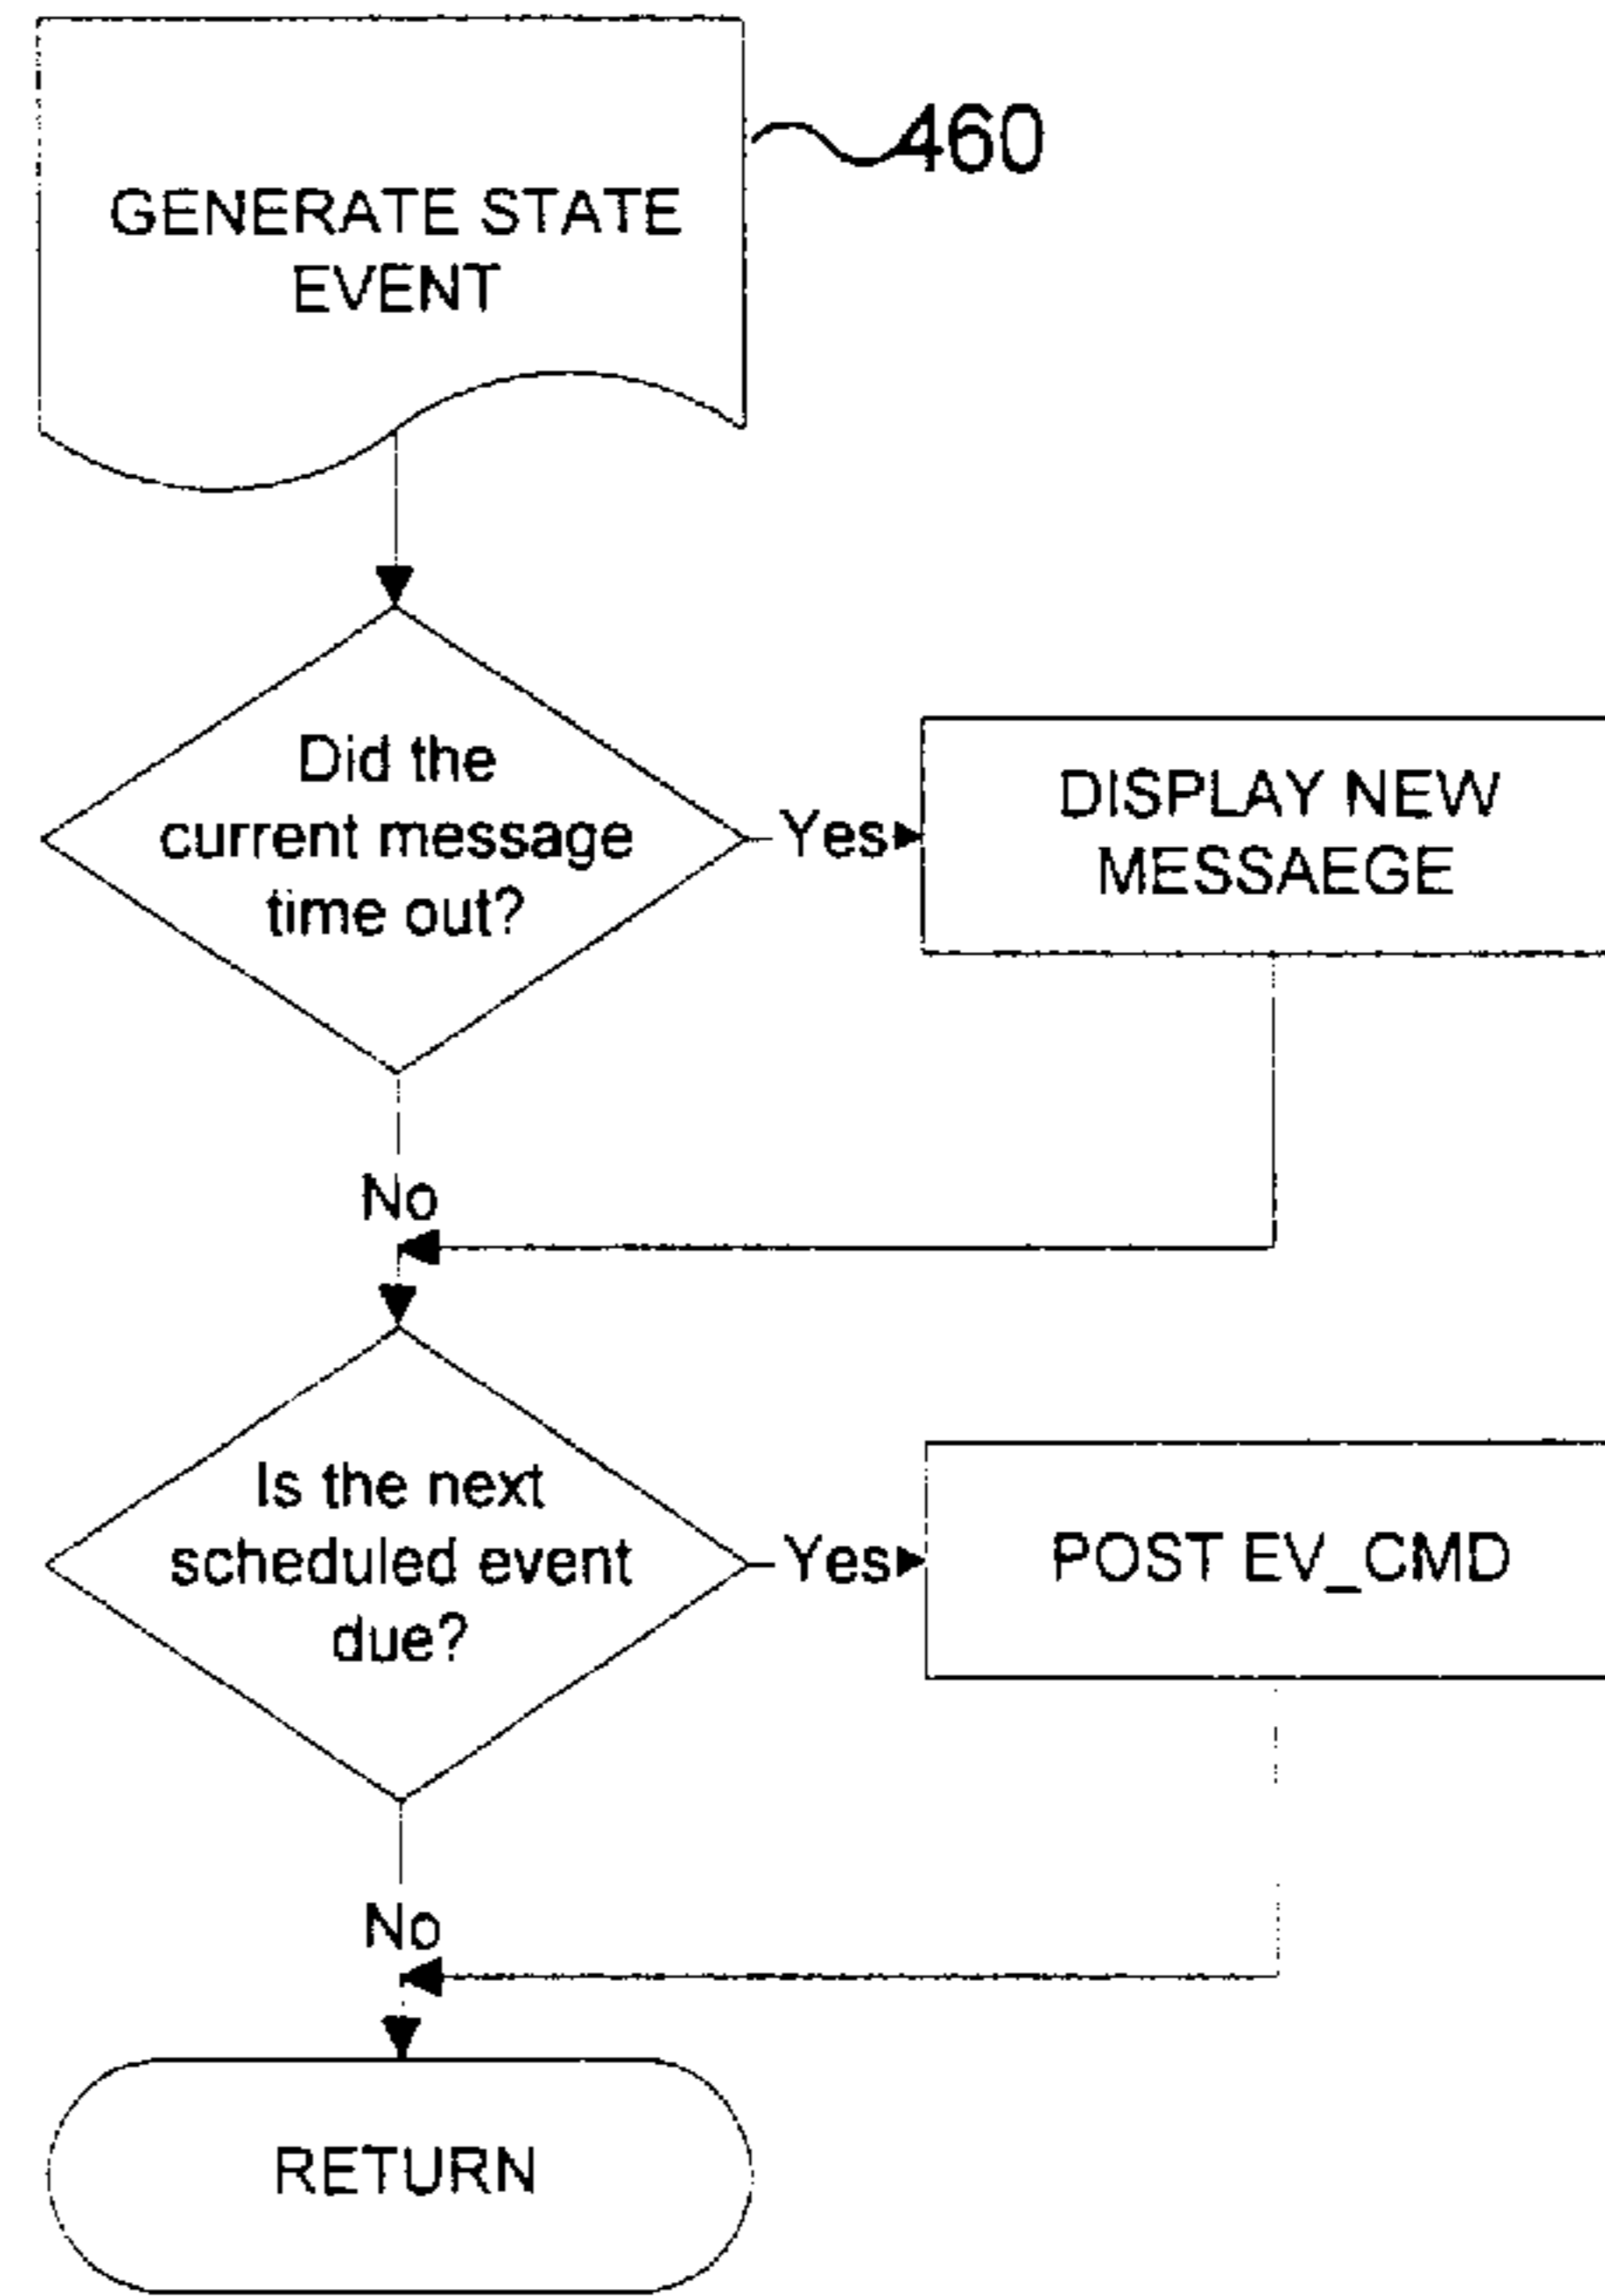 460
GENERATE STATE
EVENT
Did the
current message
time out?
Yes
DISPLAY NEW
MESSAEGE
No
Is the next
scheduled event
due?
Yes
POST EV_CMD
No
RETURN